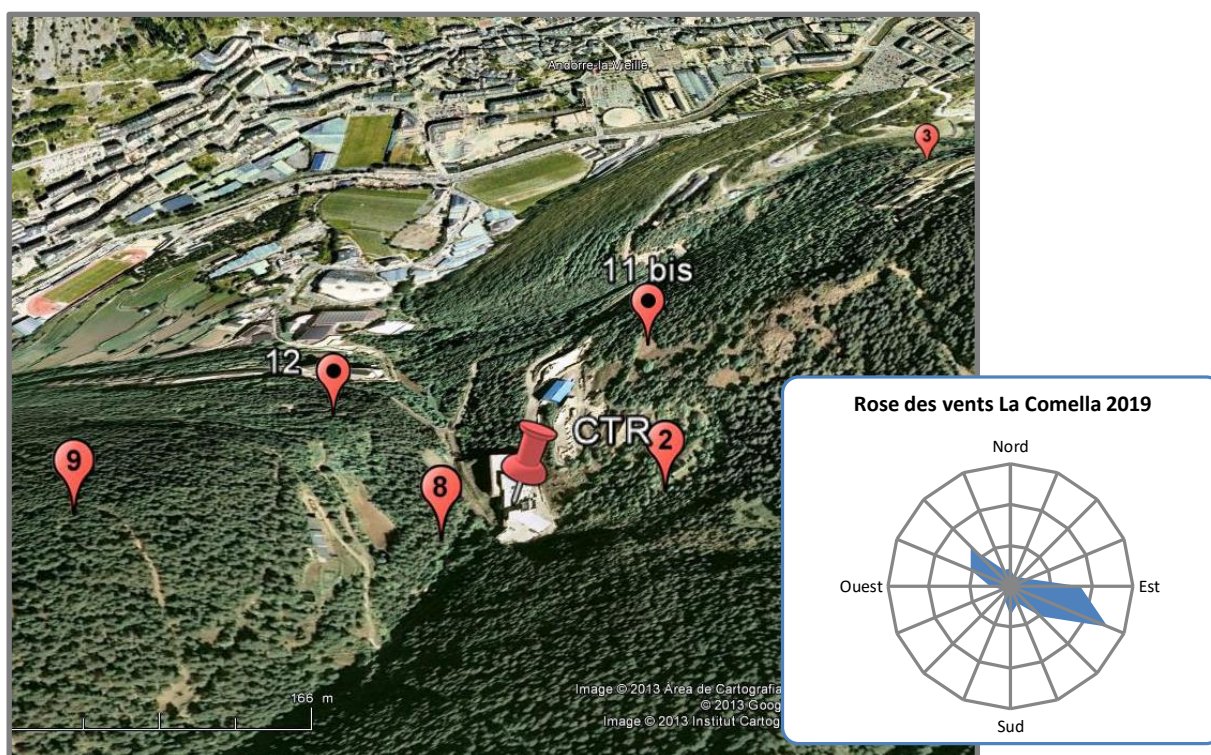 Andorre-la-Vieille
3
11 bis
12
CTR
2
9
8
166 m
Image © 2013 Àrea de Cartografia
© 2013 Goog
Image © 2013 Institut Cartog
Rose des vents La Comella 2019
Nord
Ouest
Est
Sud